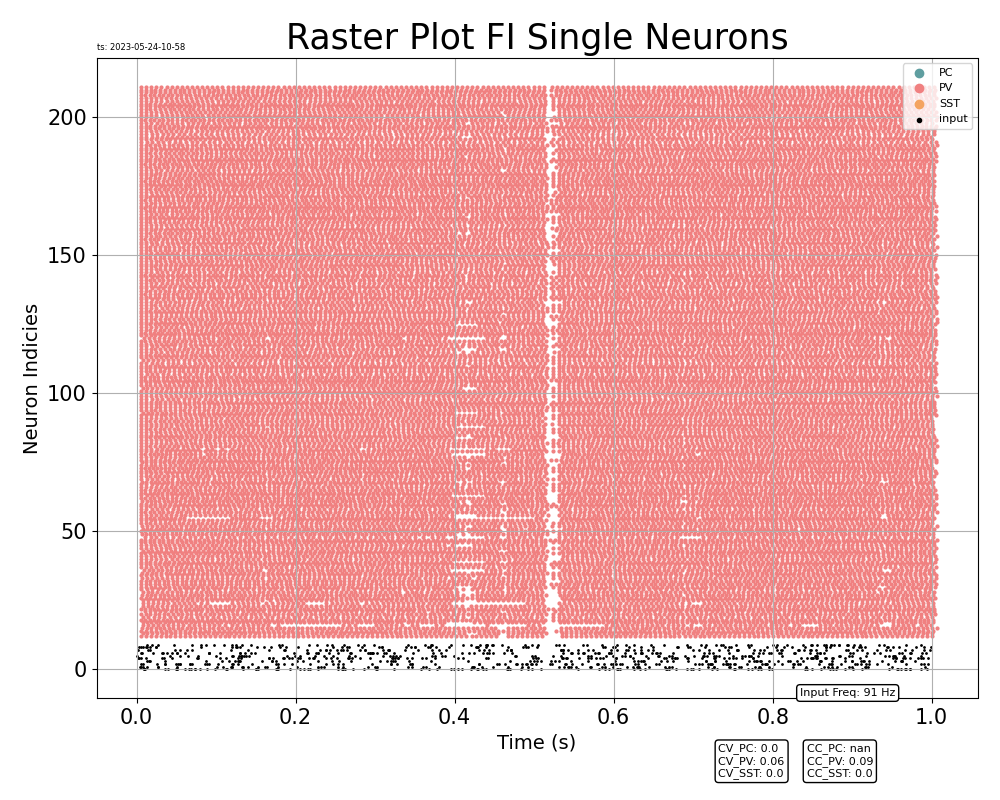 Raster Plot FI Single Neurons
ts: 2023-05-24-10-58
PC
PV
SST
input
200
150
100
50
0
Neuron Indicies
0.0 0.2 0.4 0.6 0.8 1.0
Time (s)
Input Freq: 91 Hz
CV_PC: 0.0
CV_PV: 0.06
CV_SST: 0.0
CC_PC: nan
CC_PV: 0.09
CC_SST: 0.0